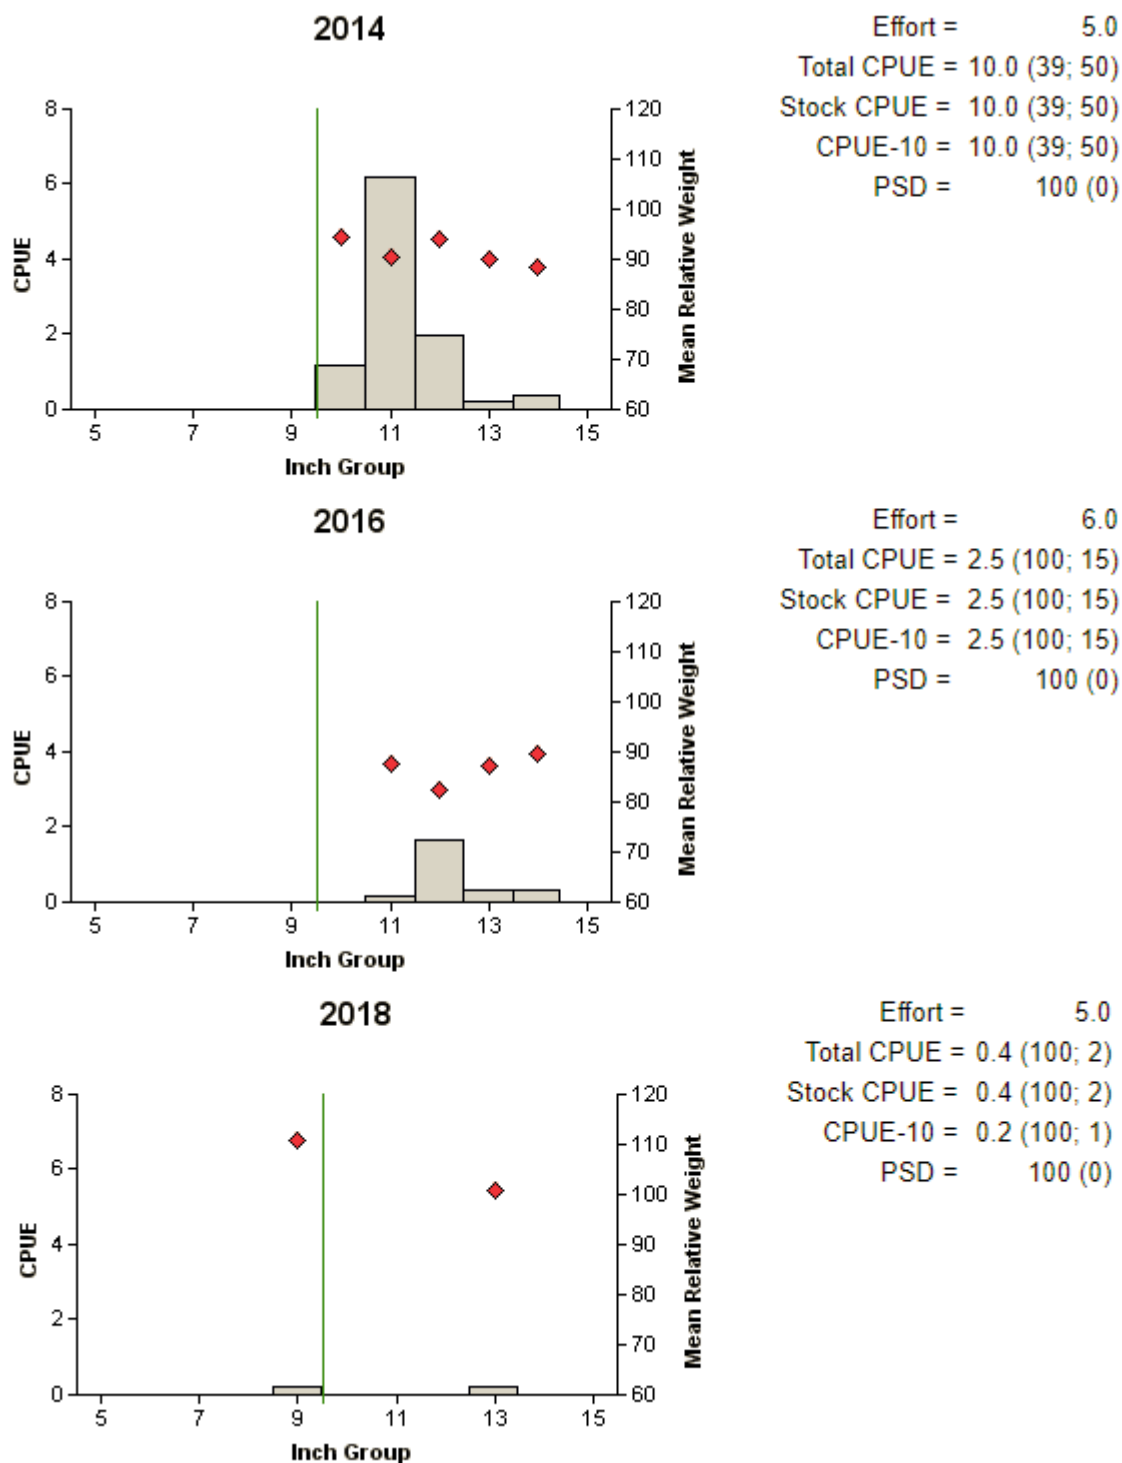 2014
Effort = 5.0
Total CPUE = 10.0 (39; 50)
Stock CPUE = 10.0 (39; 50)
CPUE-10 = 10.0 (39; 50)
PSD = 100 (0)
8
6
4
2
0
CPUE
120
110
100
90
80
70
60
Mean Relative Weight
5 7 9 11 13 15
Inch Group
2016
Effort = 6.0
Total CPUE = 2.5 (100; 15)
Stock CPUE = 2.5 (100; 15)
CPUE-10 = 2.5 (100; 15)
PSD = 100 (0)
8
6
4
2
0
CPUE
120
110
100
90
80
70
60
Mean Relative Weight
5 7 9 11 13 15
Inch Group
2018
Effort = 5.0
Total CPUE = 0.4 (100; 2)
Stock CPUE = 0.4 (100; 2)
CPUE-10 = 0.2 (100; 1)
PSD = 100 (0)
8
6
4
2
0
CPUE
120
110
100
90
80
70
60
Mean Relative Weight
5 7 9 11 13 15
Inch Group